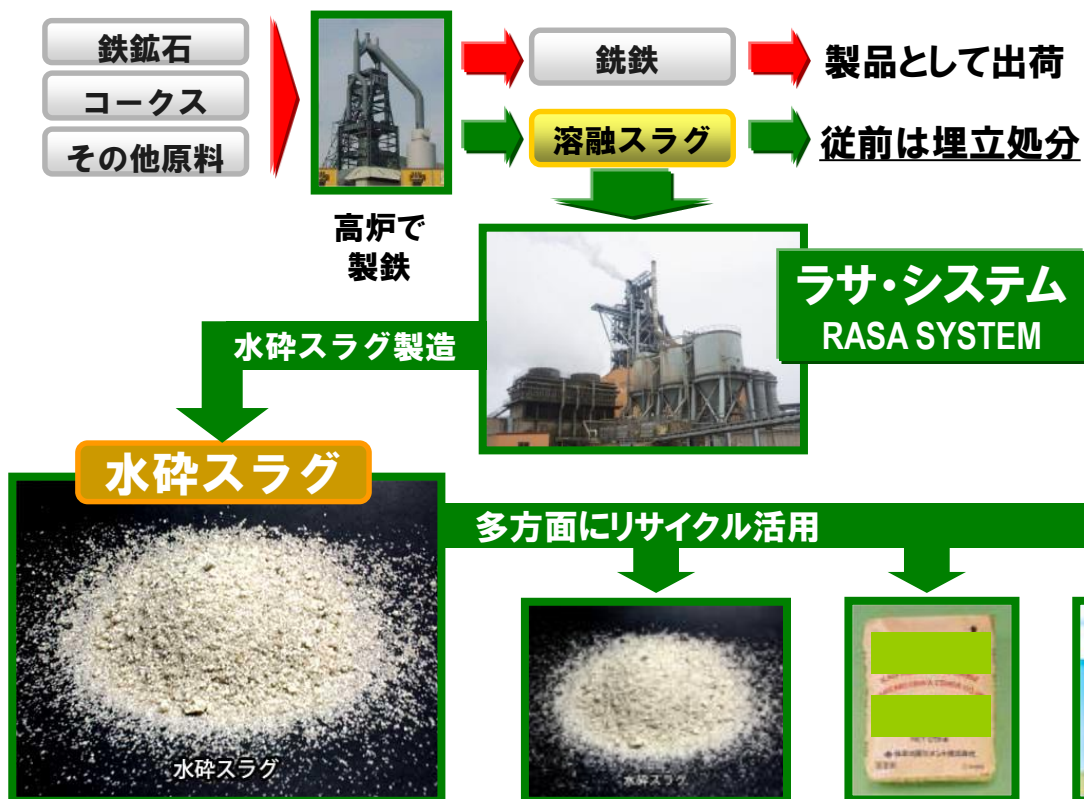 鉄鉱石
コークス
その他原料
高炉で
製鉄
銑鉄
製品として出荷
溶融スラグ
従前は埋立処分
ラサ・システム
RASA SYSTEM
水砕スラグ製造
水砕スラグ
水砕スラグ
多方面にリサイクル活用
水砕スラグ